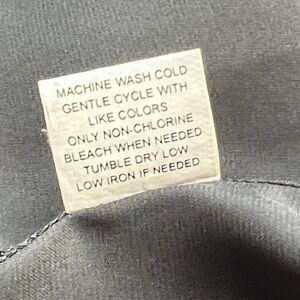 MACHINE WASH COLD
GENTLE CYCLE WITH
LIKE COLORS
ONLY NON-CHLORINE
BLEACH WHEN NEEDED
TUMBLE DRY LOW
LOW IRON IF NEEDED